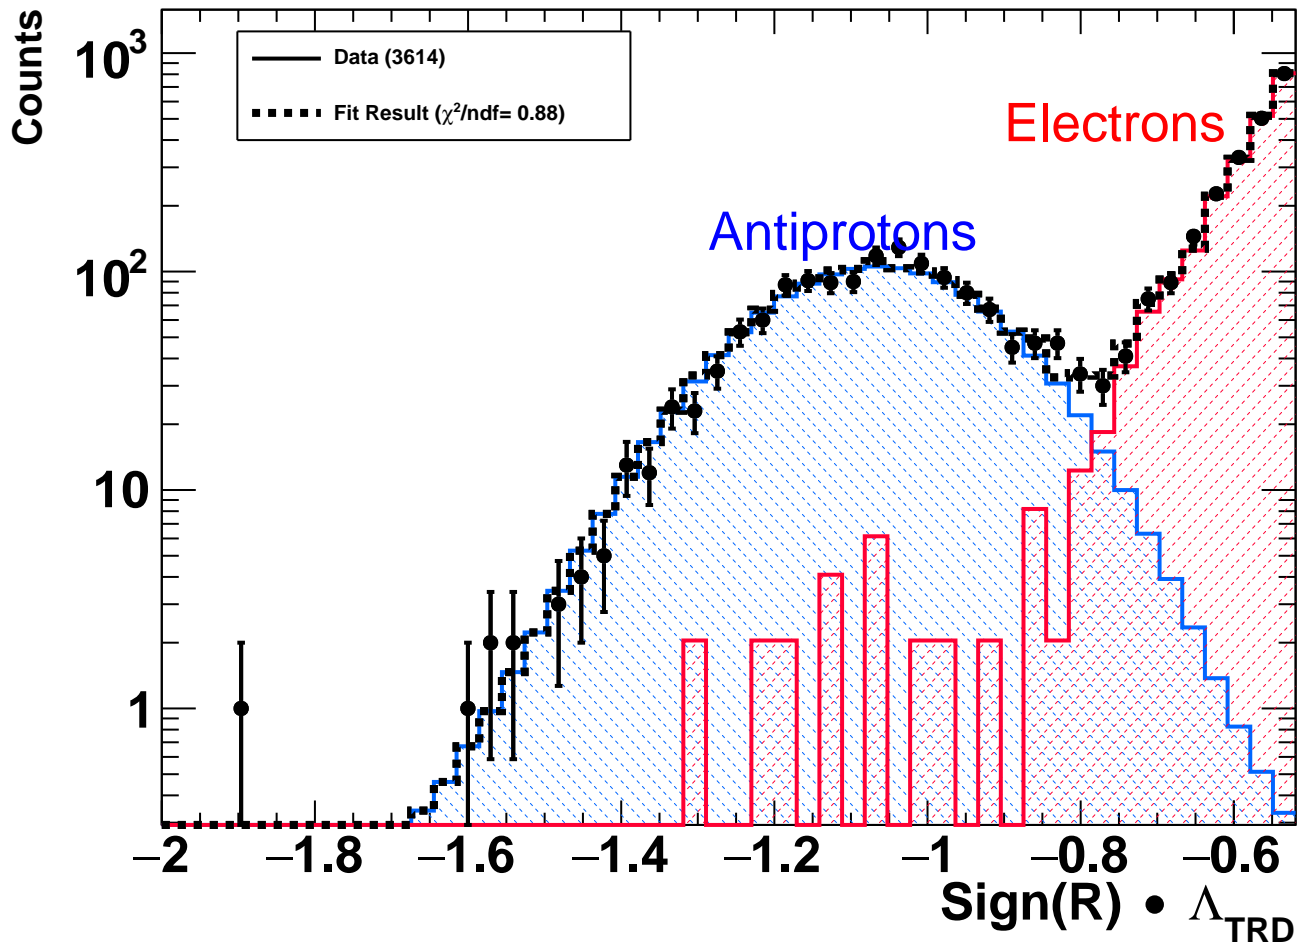 Counts
10³
10²
10
1
Data (3614)
Fit Result (χ²/ndf= 0.88)
Electrons
Antiprotons
−2 −1.8 −1.6 −1.4 −1.2 −1 −0.8 −0.6
Sign(R) • Λ_TRD